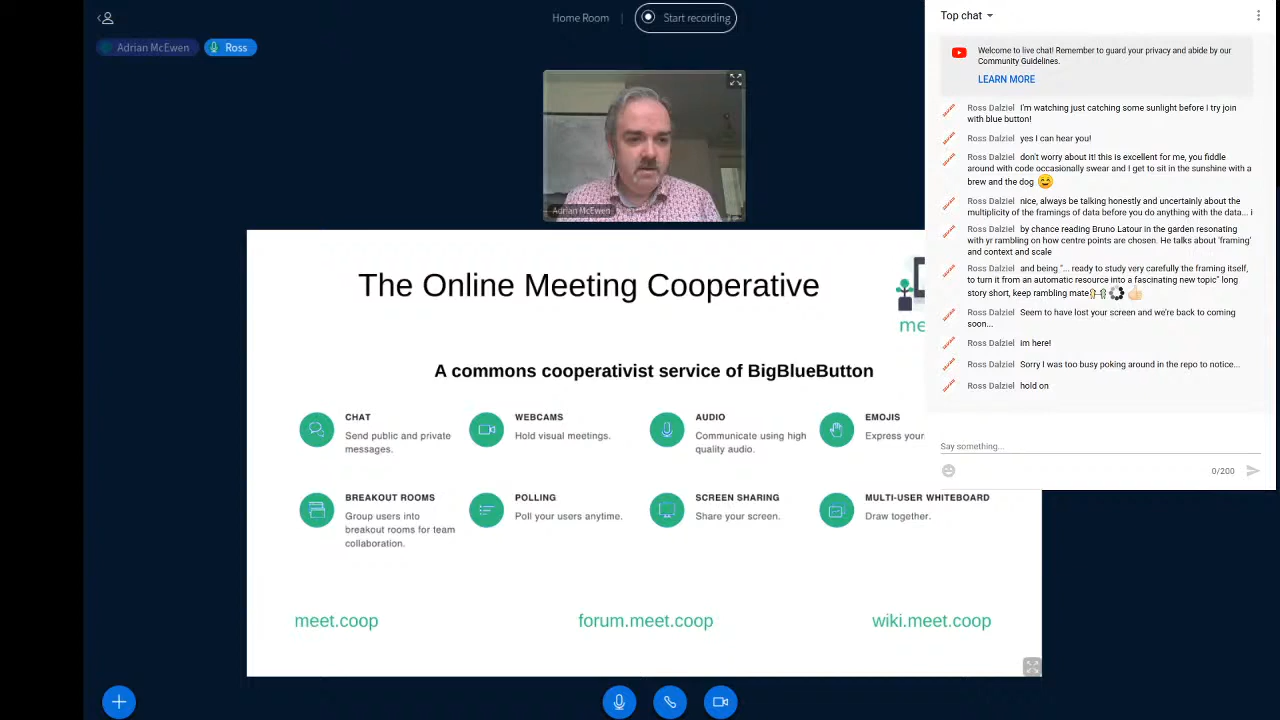 Home Room
Start recording
Adrian McEwen
Ross
Adrian McEwen
The Online Meeting Cooperative
me
A commons cooperativist service of BigBlueButton
CHAT
Send public and private
messages.
WEBCAMS
Hold visual meetings.
AUDIO
Communicate using high
quality audio.
EMOJIS
Express your
BREAKOUT ROOMS
Group users into
breakout rooms for team
collaboration.
POLLING
Poll your users anytime.
SCREEN SHARING
Share your screen.
MULTI-USER WHITEBOARD
Draw together.
meet.coop
forum.meet.coop
wiki.meet.coop
Top chat
Welcome to live chat! Remember to guard your privacy and abide by our
Community Guidelines.
LEARN MORE
Ross Dalziel I'm watching just catching some sunlight before I try join
with blue button!
Ross Dalziel yes I can hear you!
Ross Dalziel don't worry about it! this is excellent for me, you fiddle
around with code occasionally swear and I get to sit in the sunshine with a
brew and the dog 😊
Ross Dalziel nice, always be talking honestly and uncertainly about the
multiplicity of the framings of data before you do anything with the data... i
Ross Dalziel by chance reading Bruno Latour in the garden resonating
with yr rambling on how centre points are chosen. He talks about 'framing'
and context and scale
Ross Dalziel and being "... ready to study very carefully the framing itself,
to turn it from an automatic resource into a fascinating new topic" long
story short, keep rambling mate
Ross Dalziel Seem to have lost your screen and we're back to coming
soon...
Ross Dalziel im here!
Ross Dalziel Sorry I was too busy poking around in the repo to notice...
Ross Dalziel hold on
Say something...
0/200